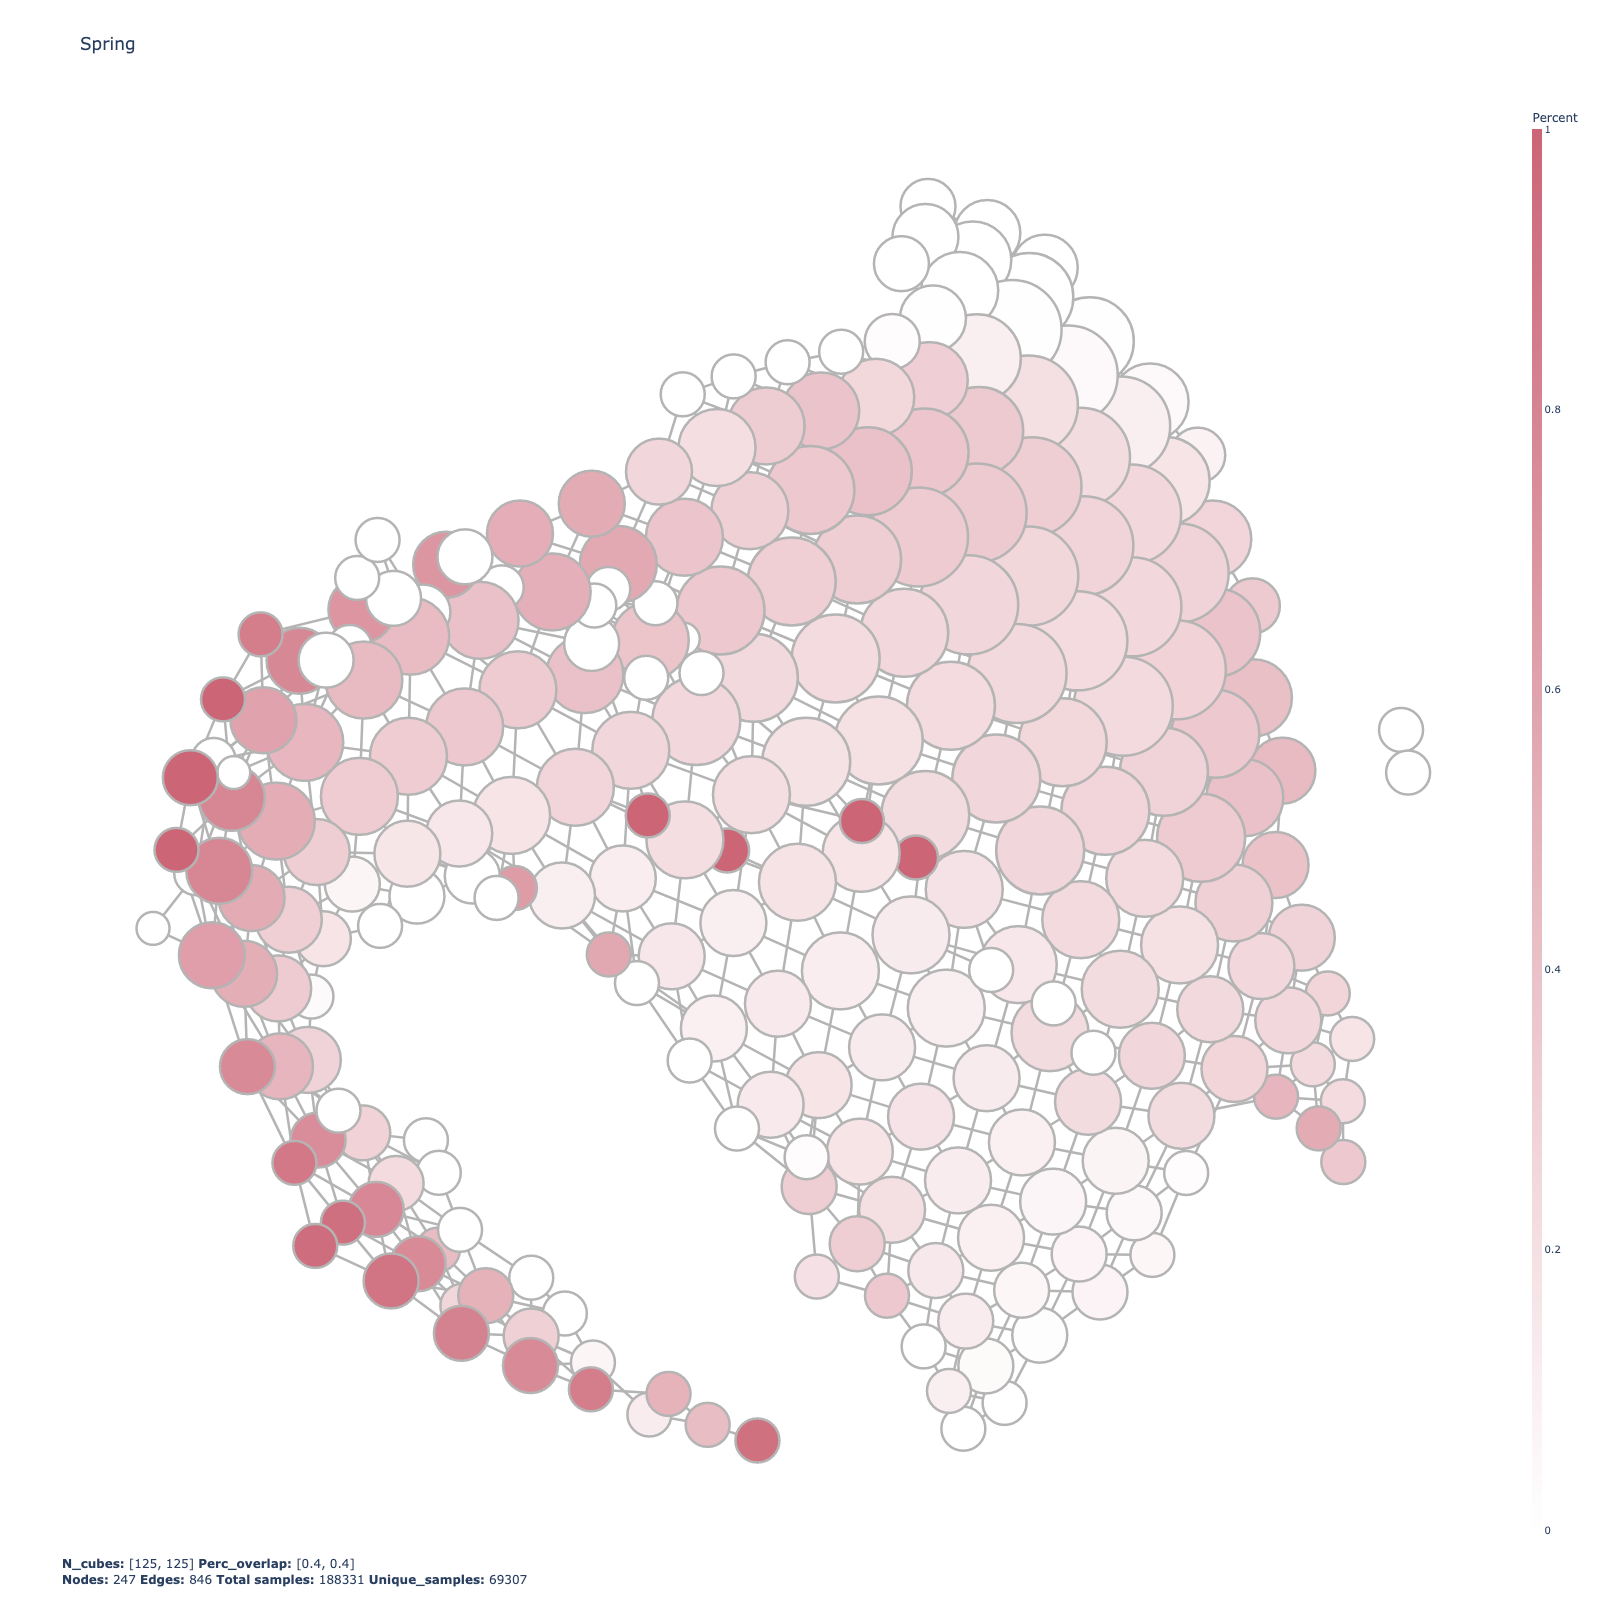 Spring
Percent
1
0.8
0.6
0.4
0.2
0
N_cubes: [125, 125] Perc_overlap: [0.4, 0.4]
Nodes: 247 Edges: 846 Total samples: 188331 Unique_samples: 69307